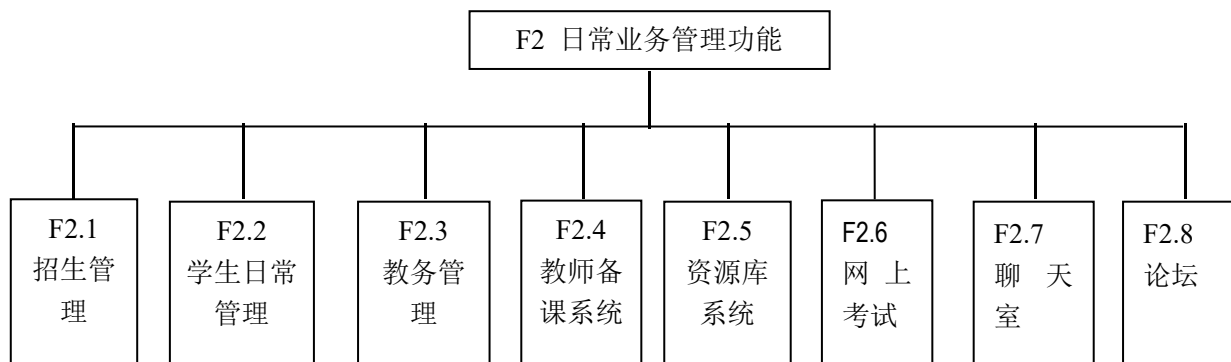 F2 日常业务管理功能
F2.1
招生管
理
F2.2
学生日常
管理
F2.3
教务管
理
F2.4
教师备
课系统
F2.5
资源库
系统
F2.6
网 上
考试
F2.7
聊 天
室
F2.8
论坛